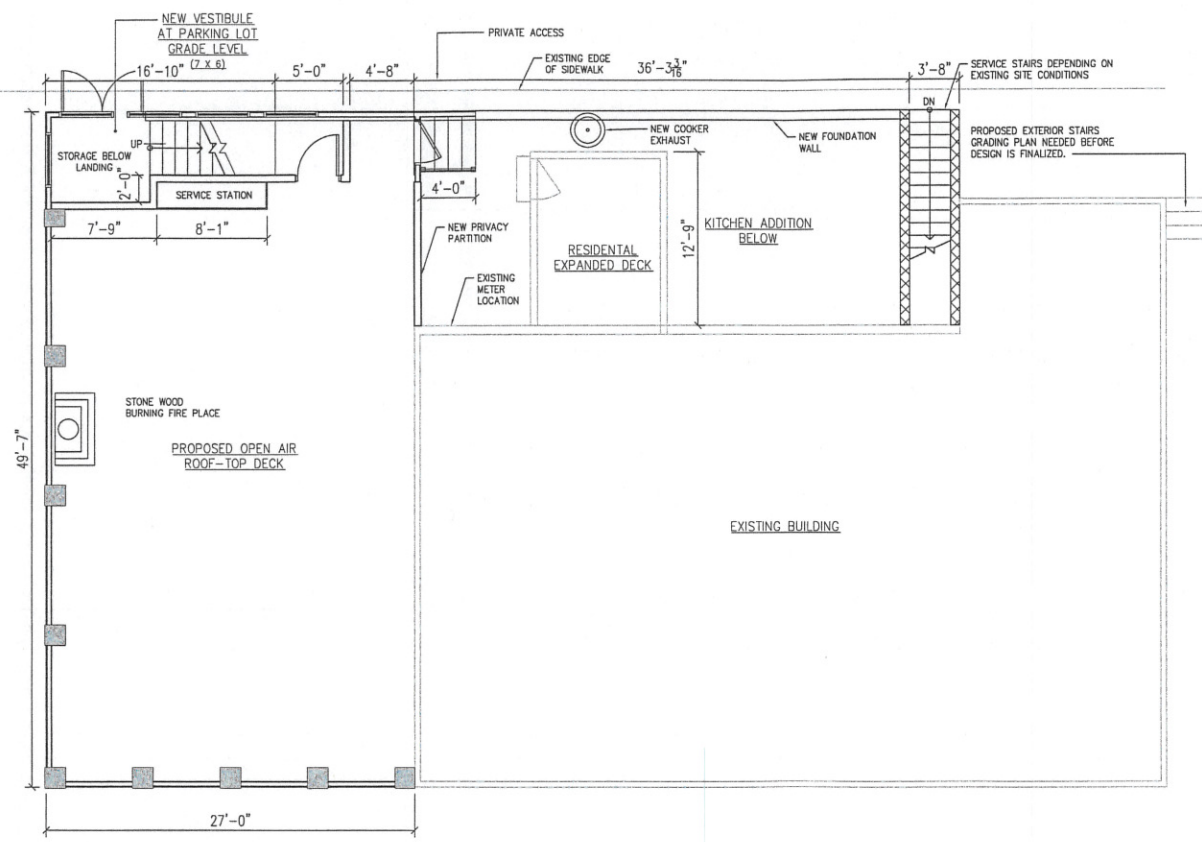 NEW VESTIBULE
AT PARKING LOT
GRADE LEVEL
(7 X 6)
PRIVATE ACCESS
EXISTING EDGE
OF SIDEWALK
16'-10"
5'-0"
4'-8"
36'-3 3/16"
3'-8"
SERVICE STAIRS DEPENDING ON
EXISTING SITE CONDITIONS
DN
PROPOSED EXTERIOR STAIRS
GRADING PLAN NEEDED BEFORE
DESIGN IS FINALIZED.
NEW COOKER
EXHAUST
NEW FOUNDATION
WALL
UP
STORAGE BELOW
LANDING
2'-0"
SERVICE STATION
4'-0"
7'-9"
8'-1"
NEW PRIVACY
PARTITION
KITCHEN ADDITION
BELOW
12'-9"
RESIDENTAL
EXPANDED DECK
EXISTING
METER
LOCATION
STONE WOOD
BURNING FIRE PLACE
PROPOSED OPEN AIR
ROOF-TOP DECK
49'-7"
EXISTING BUILDING
27'-0"